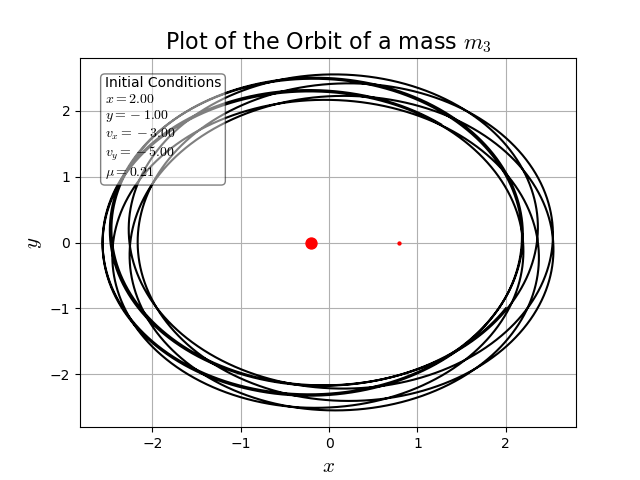 Plot of the Orbit of a mass m₃
Initial Conditions
x = 2.00
y = −1.00
vₓ = −3.00
v_y = −5.00
μ = 0.21
2
1
0
−1
−2
y
−2 −1 0 1 2
x